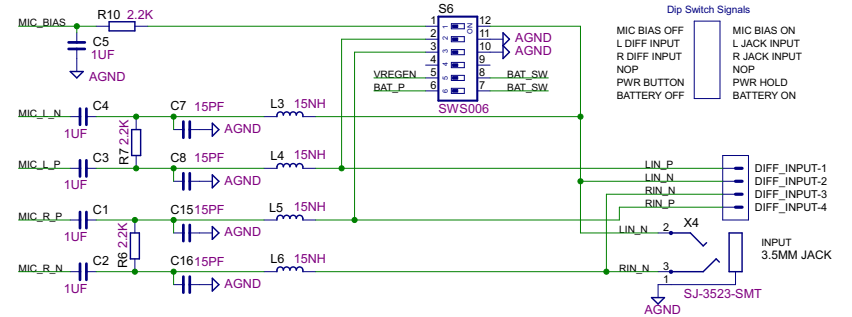 S6
Dip Switch Signals
MIC_BIAS
R10 2.2K
C5
1UF
AGND
1
2
3
4
5
6
1
2
3
4
5
6
ON
12
11
10
9
8
7
AGND
AGND
VREGEN
BAT_P
BAT_SW
BAT_SW
SWS006
MIC BIAS OFF MIC BIAS ON
L DIFF INPUT L JACK INPUT
R DIFF INPUT R JACK INPUT
NOP NOP
PWR BUTTON PWR HOLD
BATTERY OFF BATTERY ON
MIC_L_N
C4
1UF
R7 2.2K
C7 15PF
AGND
L3 15NH
MIC_L_P
C3
1UF
C8 15PF
AGND
L4 15NH
MIC_R_P
C1
1UF
R6 2.2K
C15 15PF
AGND
L5 15NH
MIC_R_N
C2
1UF
C16 15PF
AGND
L6 15NH
LIN_P
LIN_N
RIN_N
RIN_P
DIFF_INPUT-1
DIFF_INPUT-2
DIFF_INPUT-3
DIFF_INPUT-4
LIN_N
2
X4
INPUT
3.5MM JACK
RIN_N
3
1
SJ-3523-SMT
AGND